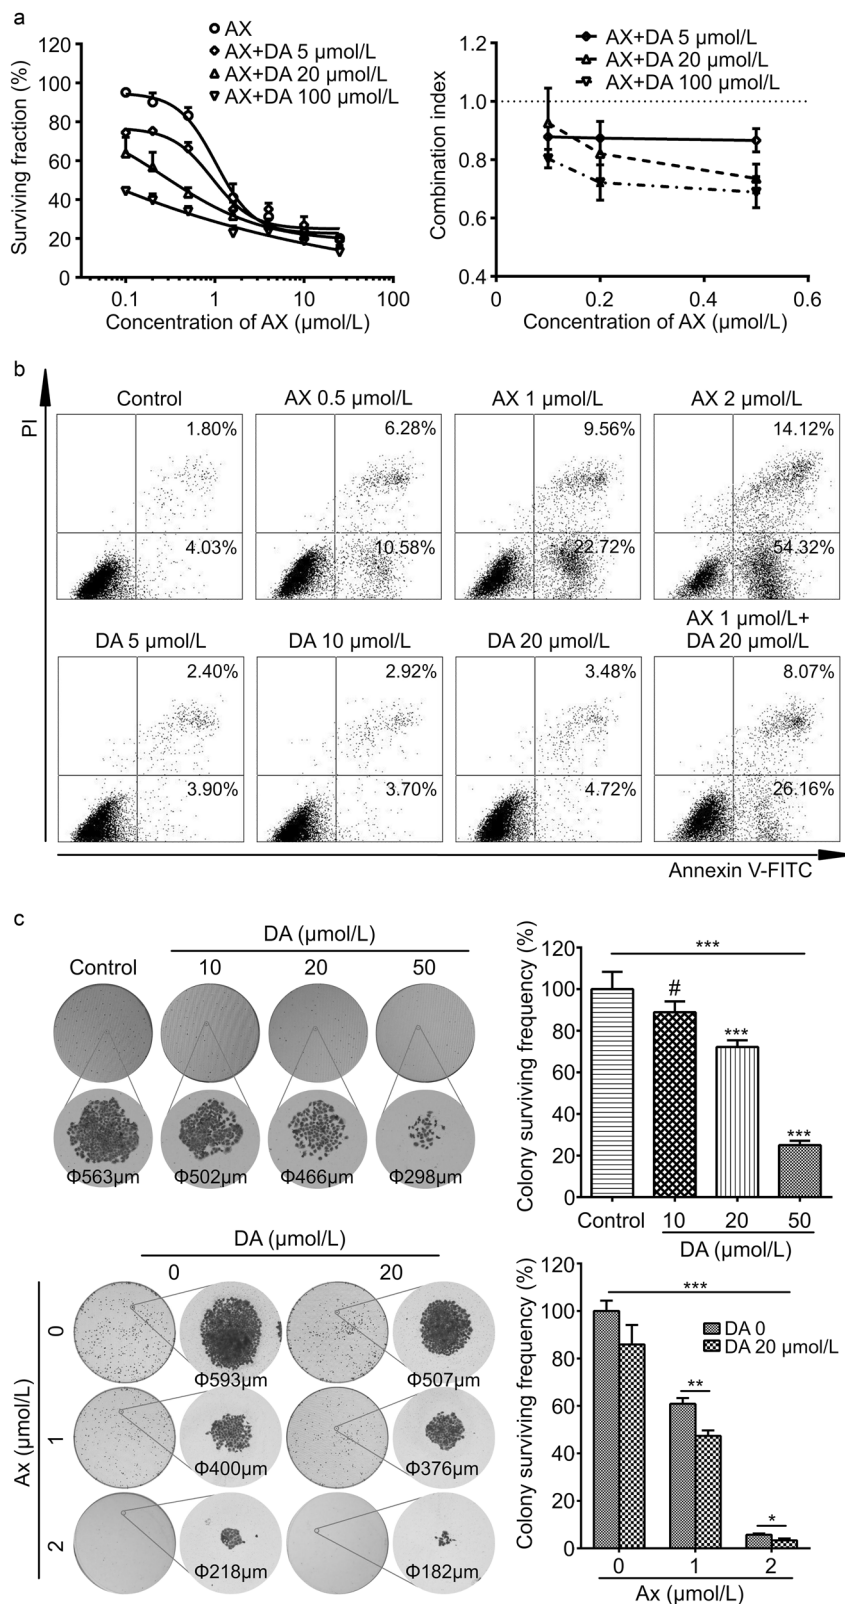 a
AX
AX+DA 5 μmol/L
AX+DA 20 μmol/L
AX+DA 100 μmol/L
Surviving fraction (%)
120
100
80
60
40
20
0
0.1
1
10
100
Concentration of AX (μmol/L)
AX+DA 5 μmol/L
AX+DA 20 μmol/L
AX+DA 100 μmol/L
Combination index
1.2
1.0
0.8
0.6
0.4
0
0.2
0.4
0.6
Concentration of AX (μmol/L)
b
PI
Control
AX 0.5 μmol/L
AX 1 μmol/L
AX 2 μmol/L
1.80%
6.28%
9.56%
14.12%
4.03%
10.58%
22.72%
54.32%
DA 5 μmol/L
DA 10 μmol/L
DA 20 μmol/L
AX 1 μmol/L+
DA 20 μmol/L
2.40%
2.92%
3.48%
8.07%
3.90%
3.70%
4.72%
26.16%
Annexin V-FITC
c
DA (μmol/L)
Control
10
20
50
Φ563μm
Φ502μm
Φ466μm
Φ298μm
Colony surviving frequency (%)
120
100
80
60
40
20
0
***
#
***
***
Control
10
20
50
DA (μmol/L)
DA (μmol/L)
0
20
Ax (μmol/L)
0
Φ593μm
Φ507μm
1
Φ400μm
Φ376μm
2
Φ218μm
Φ182μm
Colony surviving frequency (%)
120
100
80
60
40
20
0
***
DA 0
DA 20 μmol/L
**
*
0
1
2
Ax (μmol/L)